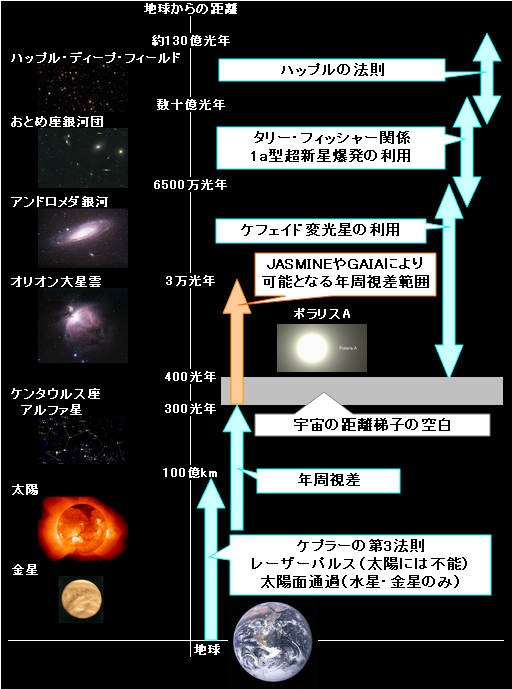 地球からの距離
約130億光年
ハッブル・ディープ・フィールド
ハッブルの法則
数十億光年
おとめ座銀河団
タリー・フィッシャー関係
1a型超新星爆発の利用
6500万光年
アンドロメダ銀河
ケフェイド変光星の利用
JASMINEやGAIAにより
可能となる年周視差範囲
オリオン大星雲
3万光年
ポラリスA
Polaris A
400光年
ケンタウルス座
アルファ星
300光年
宇宙の距離梯子の空白
100億km
年周視差
太陽
ケプラーの第3法則
レーザーパルス(太陽には不能)
太陽面通過(水星・金星のみ)
金星
地球